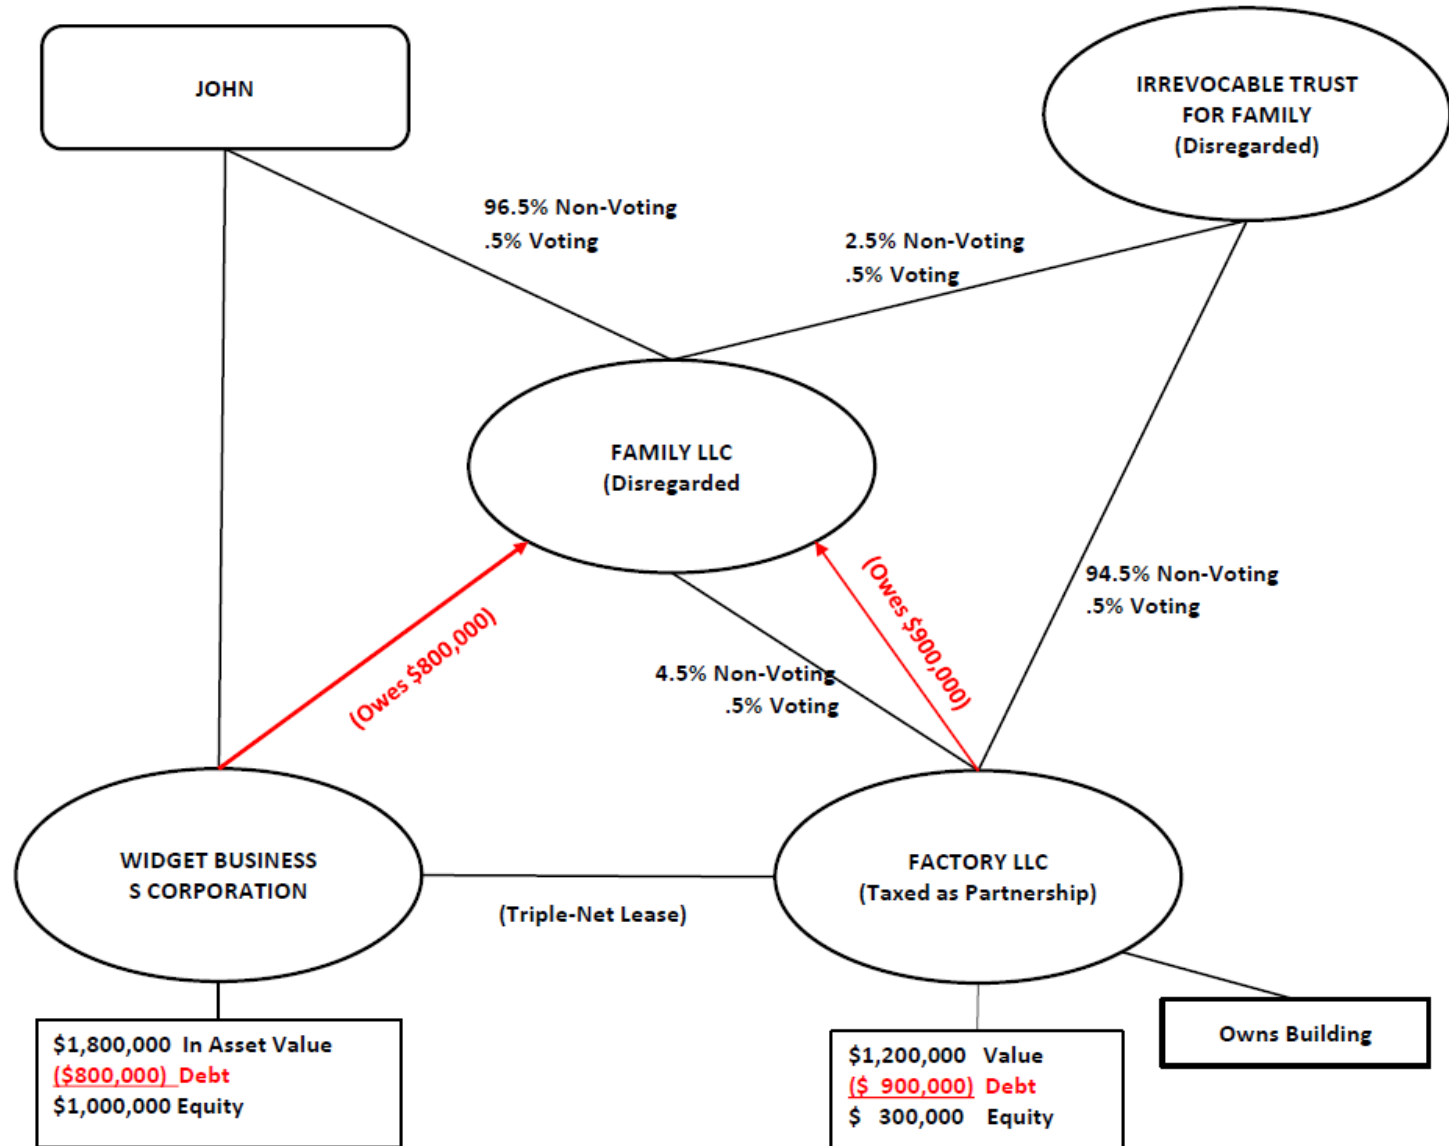 JOHN
IRREVOCABLE TRUST
FOR FAMILY
(Disregarded)
96.5% Non-Voting
.5% Voting
2.5% Non-Voting
.5% Voting
FAMILY LLC
(Disregarded
(Owes $800,000)
(Owes $900,000)
94.5% Non-Voting
.5% Voting
4.5% Non-Voting
.5% Voting
WIDGET BUSINESS
S CORPORATION
(Triple-Net Lease)
FACTORY LLC
(Taxed as Partnership)
$1,800,000 In Asset Value
($800,000) Debt
$1,000,000 Equity
$1,200,000 Value
($ 900,000) Debt
$ 300,000 Equity
Owns Building